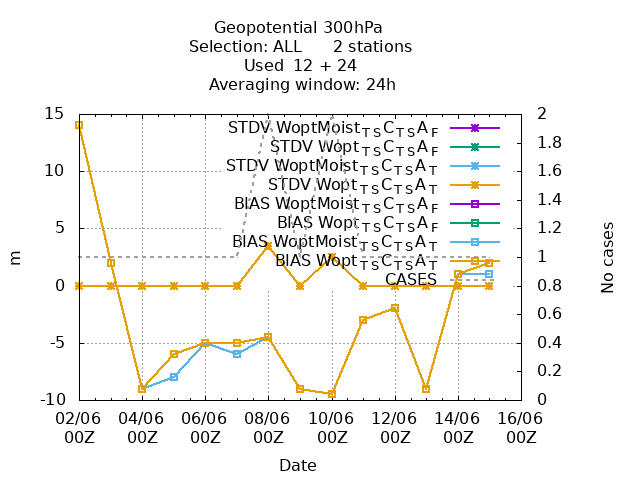 Geopotential 300hPa
Selection: ALL 2 stations
Used 12 + 24
Averaging window: 24h
15
10
5
0
-5
-10
m
2
1.8
1.6
1.4
1.2
1
0.8
0.6
0.4
0.2
0
No cases
STDV WoptMoist_TS C_TS A_F
STDV Wopt_TS C_TS A_F
STDV WoptMoist_TS C_TS A_T
STDV Wopt_TS C_TS A_T
BIAS WoptMoist_TS C_TS A_F
BIAS Wopt_TS C_TS A_F
BIAS WoptMoist_TS C_TS A_T
BIAS Wopt_TS C_TS A_T
CASES
02/06 04/06 06/06 08/06 10/06 12/06 14/06 16/06
00Z 00Z 00Z 00Z 00Z 00Z 00Z 00Z
Date